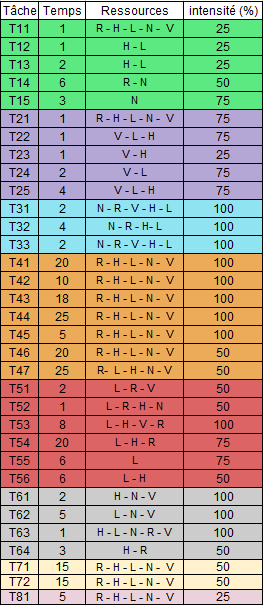 Tâche Temps Ressources intensité (%)
T11 1 R - H - L - N - V 25
T12 1 H - L 25
T13 2 H - L 25
T14 6 R - N 50
T15 3 N 75
T21 1 R - H - L - N - V 75
T22 1 V - L - H 75
T23 1 V - H 25
T24 2 V - L 75
T25 4 V - L - H 75
T31 2 N - R - V - H - L 100
T32 4 N - R - H - L 100
T33 2 N - R - V - H - L 100
T41 20 R - H - L - N - V 100
T42 10 R - H - L - N - V 100
T43 18 R - H - L - N - V 100
T44 25 R - H - L - N - V 100
T45 5 R - H - L - N - V 100
T46 20 R - H - L - N - V 50
T47 25 R- L - H - N - V 50
T51 2 L - R - V 50
T52 1 L - R - H - N 50
T53 8 L - H - V - R 100
T54 20 L - H - R 75
T55 6 L 75
T56 6 L - H 50
T61 2 H - N - V 100
T62 5 L - N - V 100
T63 1 H - L - N - R - V 100
T64 3 H - R 50
T71 15 R - H - L - N - V 50
T72 15 R - H - L - N - V 50
T81 5 R - H - L - N - V 25